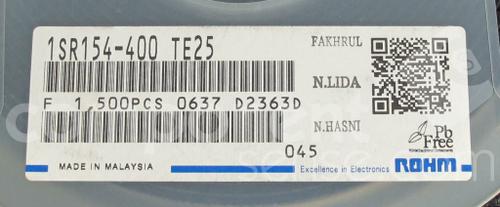 1SR154-400 TE25
FAKHRUL
N.LIDA
F 1,500PCS 0637 D2363D
N.HASNI
Pb
Free
045
MADE IN MALAYSIA
Excellence in Electronics
ROHM